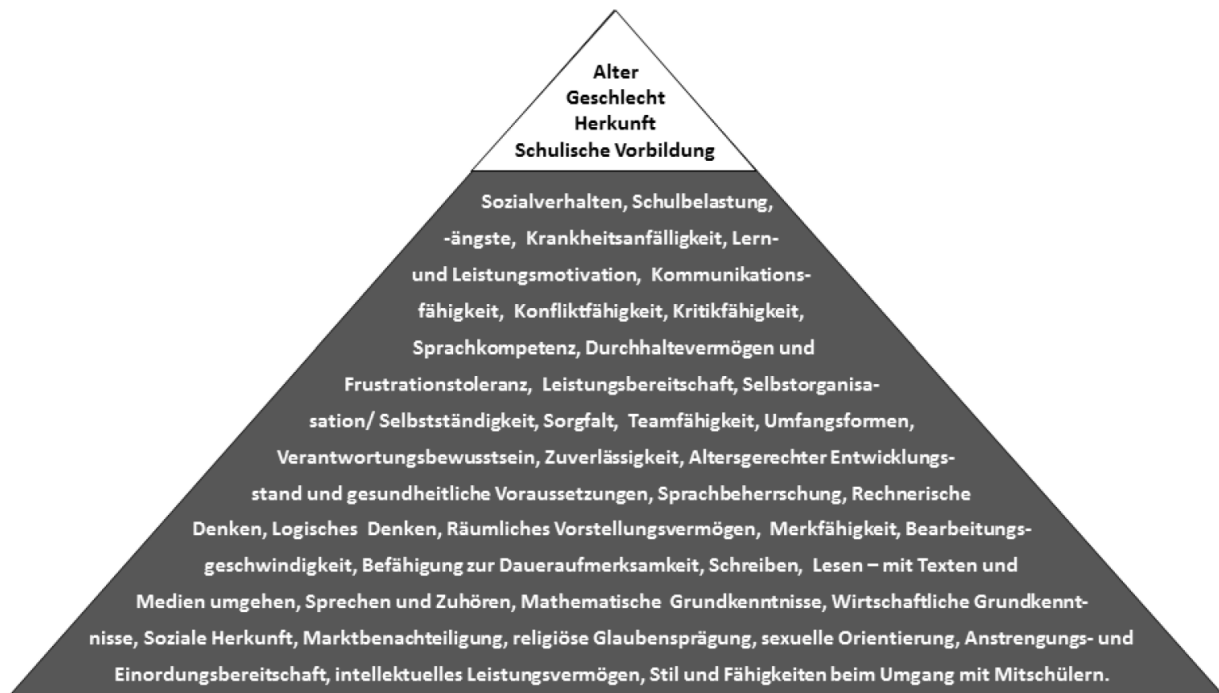 Alter
Geschlecht
Herkunft
Schulische Vorbildung
Sozialverhalten, Schulbelastung,
-ängste, Krankheitsanfälligkeit, Lern-
und Leistungsmotivation, Kommunikations-
fähigkeit, Konfliktfähigkeit, Kritikfähigkeit,
Sprachkompetenz, Durchhaltevermögen und
Frustrationstoleranz, Leistungsbereitschaft, Selbstorganisa-
sation/ Selbstständigkeit, Sorgfalt, Teamfähigkeit, Umfangsformen,
Verantwortungsbewusstsein, Zuverlässigkeit, Altersgerechter Entwicklungs-
stand und gesundheitliche Voraussetzungen, Sprachbeherrschung, Rechnerische
Denken, Logisches Denken, Räumliches Vorstellungsvermögen, Merkfähigkeit, Bearbeitungs-
geschwindigkeit, Befähigung zur Daueraufmerksamkeit, Schreiben, Lesen – mit Texten und
Medien umgehen, Sprechen und Zuhören, Mathematische Grundkenntnisse, Wirtschaftliche Grundkennt-
nisse, Soziale Herkunft, Marktbenachteiligung, religiöse Glaubensprägung, sexuelle Orientierung, Anstrengungs- und
Einordungsbereitschaft, intellektuelles Leistungsvermögen, Stil und Fähigkeiten beim Umgang mit Mitschülern.